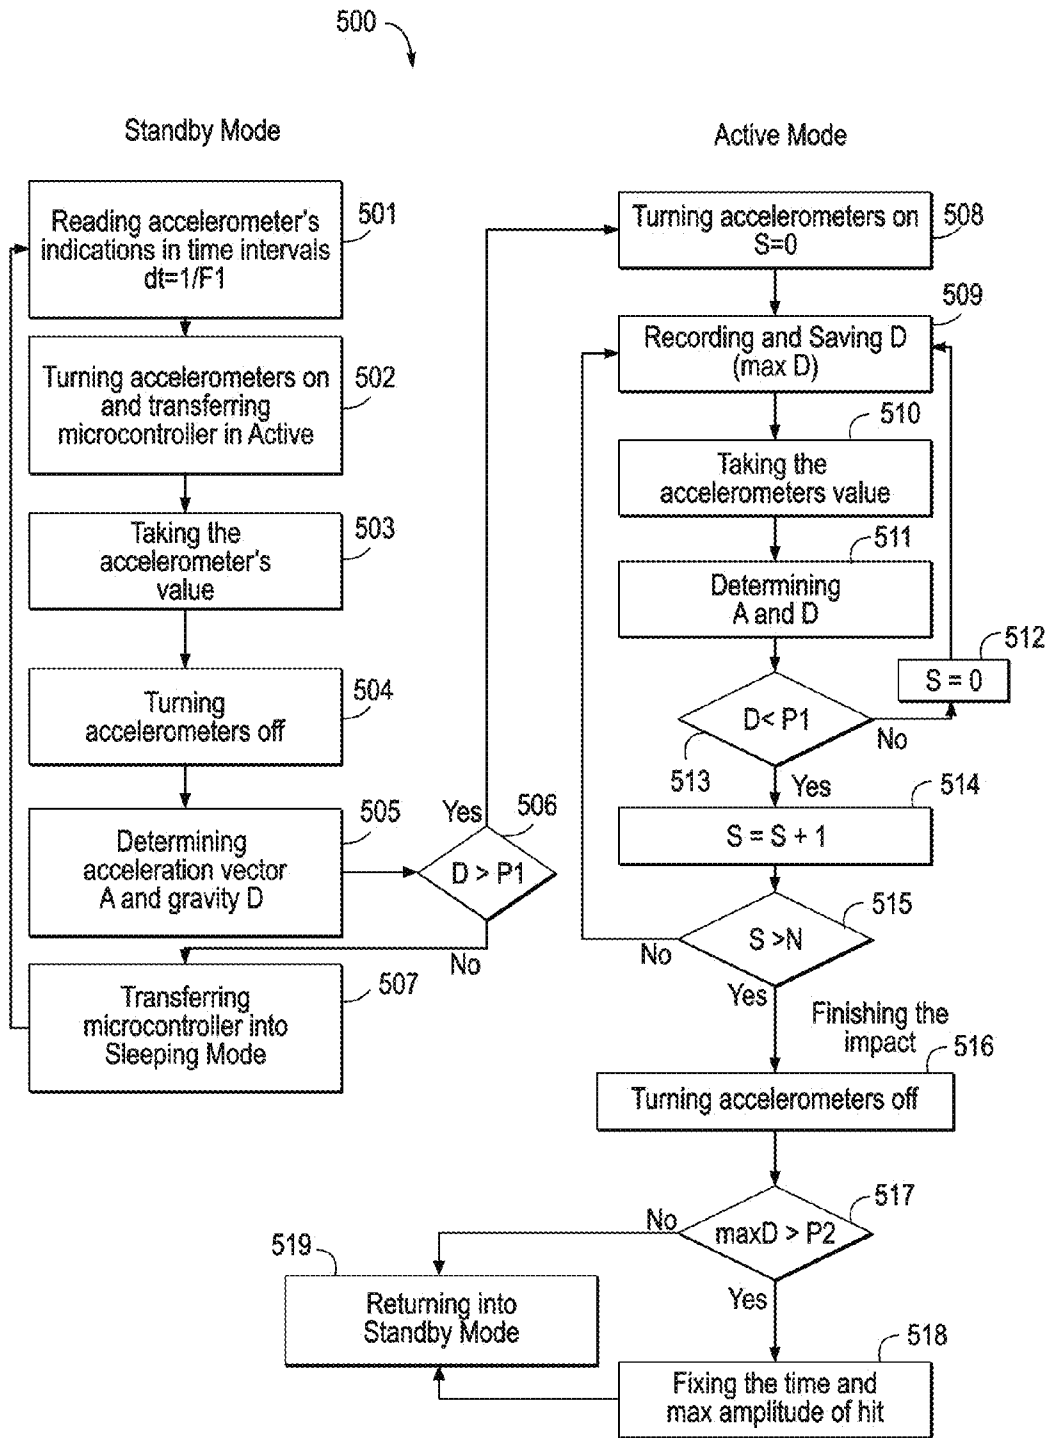 500
Standby Mode
Reading accelerometer's
indications in time intervals
dt=1/F1
501
Turning accelerometers on
and transferring
microcontroller in Active
502
Taking the
accelerometer's
value
503
Turning
accelerometers off
504
Determining
acceleration vector
A and gravity D
505
Yes
506
D > P1
No
Transferring
microcontroller into
Sleeping Mode
507
Active Mode
Turning accelerometers on
S=0
508
509
Recording and Saving D
(max D)
510
Taking the
accelerometers value
511
Determining
A and D
512
S = 0
D< P1
No
513
Yes
514
S = S + 1
515
S >N
No
Yes
Finishing the
impact
516
Turning accelerometers off
517
No
maxD > P2
519
Yes
Returning into
Standby Mode
518
Fixing the time and
max amplitude of hit